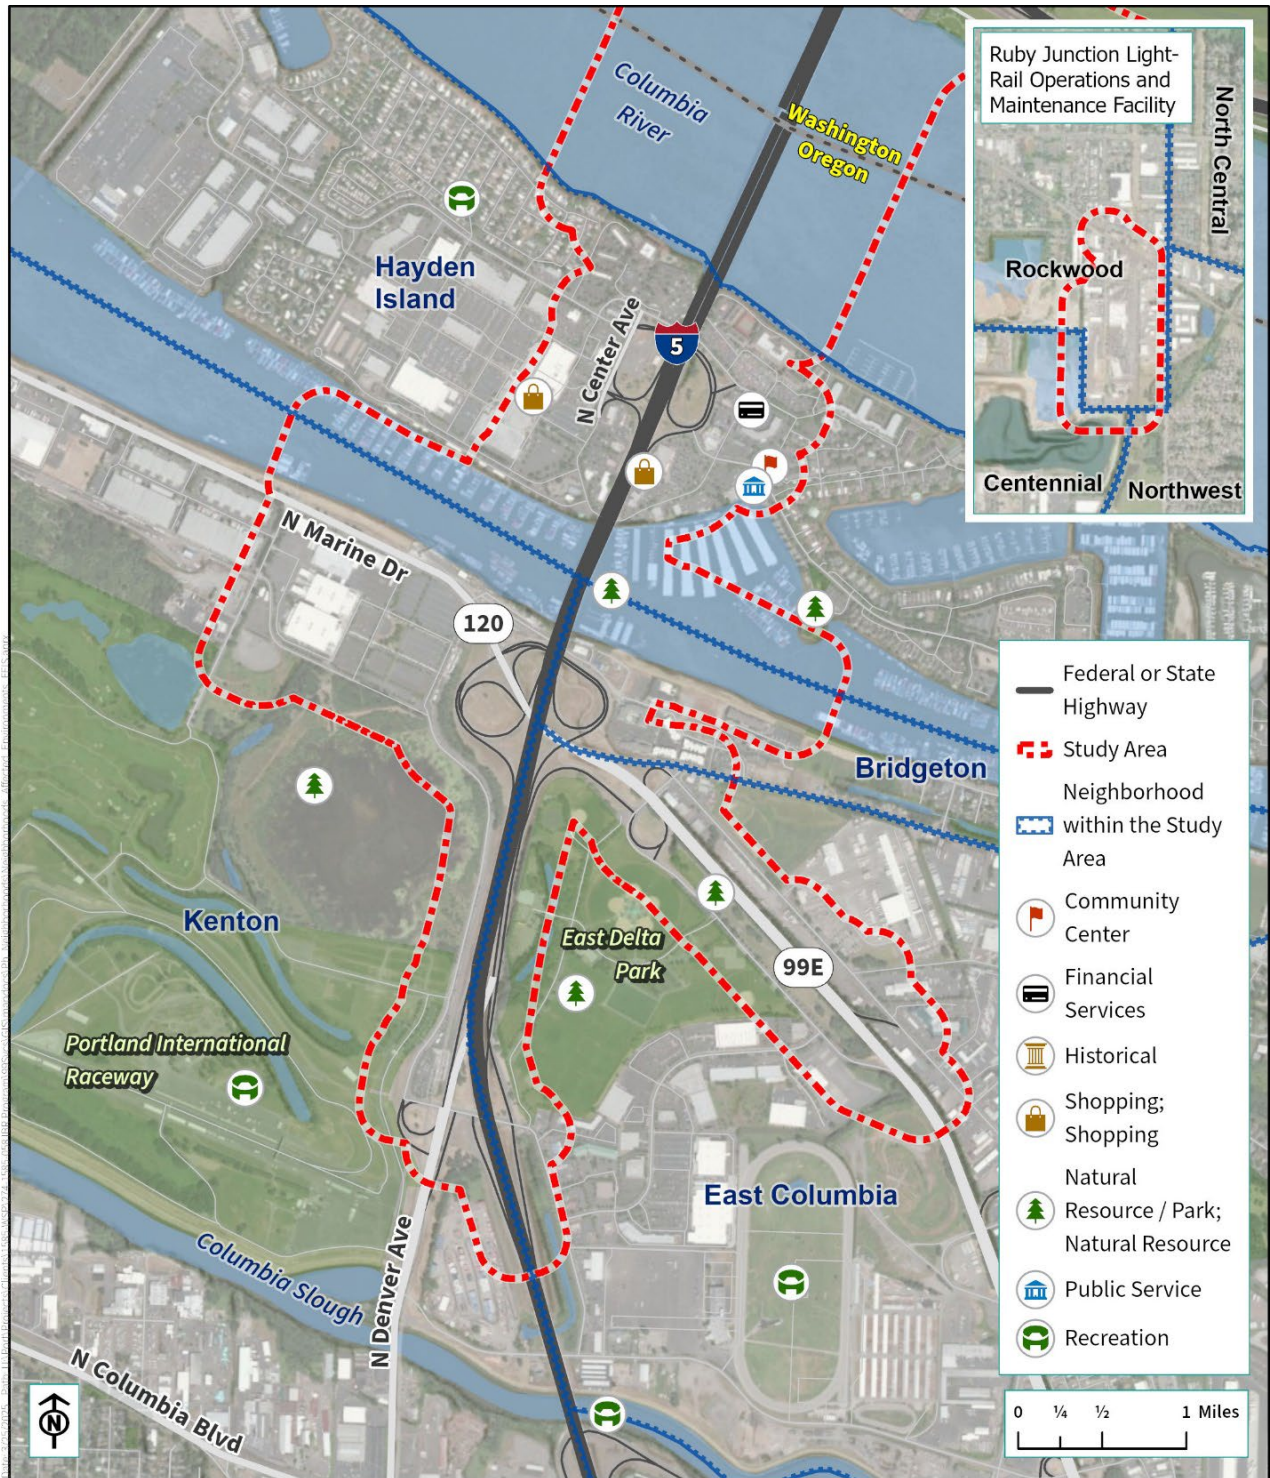 Columbia
River
Washington
Oregon
Ruby Junction Light-
Rail Operations and
Maintenance Facility
North Central
Rockwood
Centennial
Northwest
Hayden
Island
N Center Ave
5
N Marine Dr
120
Bridgeton
Kenton
East Delta
Park
99E
Portland International
Raceway
East Columbia
Columbia Slough
N Denver Ave
N Columbia Blvd
N
Federal or State
Highway
Study Area
Neighborhood
within the Study
Area
Community
Center
Financial
Services
Historical
Shopping;
Shopping
Natural
Resource / Park;
Natural Resource
Public Service
Recreation
0 ¼ ½ 1 Miles